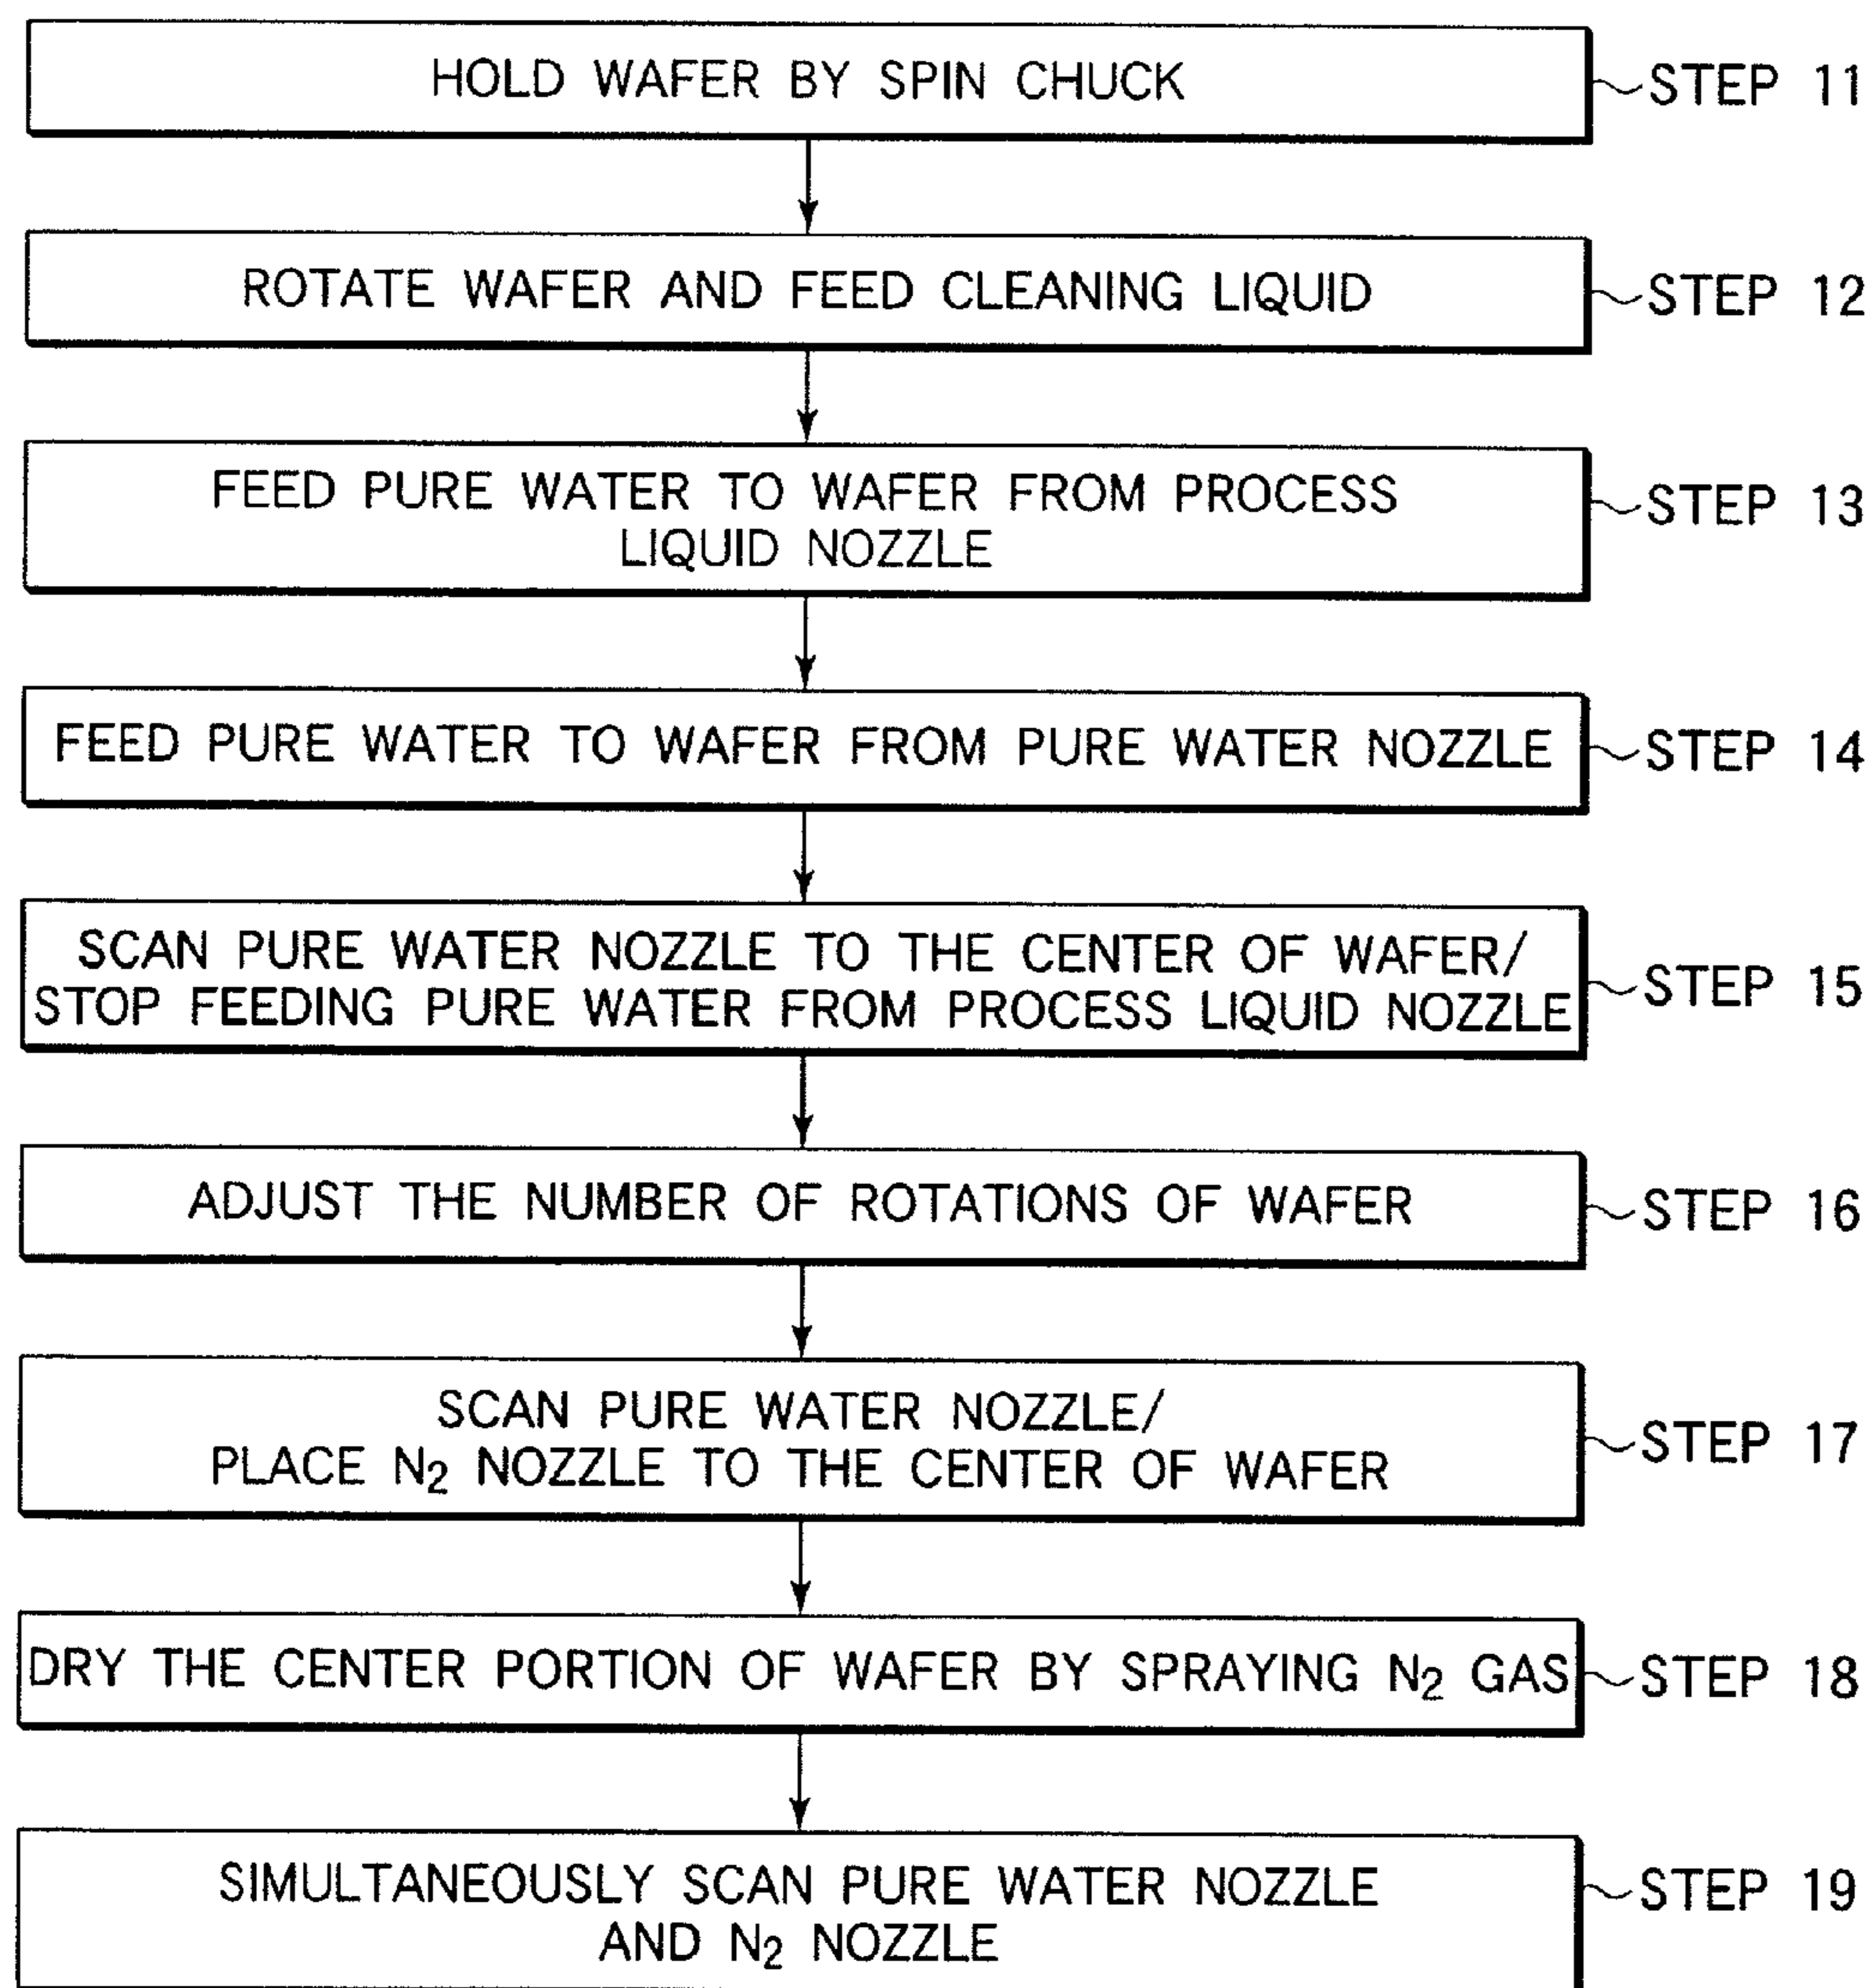 HOLD WAFER BY SPIN CHUCK
STEP 11
ROTATE WAFER AND FEED CLEANING LIQUID
STEP 12
FEED PURE WATER TO WAFER FROM PROCESS
LIQUID NOZZLE
STEP 13
FEED PURE WATER TO WAFER FROM PURE WATER NOZZLE
STEP 14
SCAN PURE WATER NOZZLE TO THE CENTER OF WAFER/
STOP FEEDING PURE WATER FROM PROCESS LIQUID NOZZLE
STEP 15
ADJUST THE NUMBER OF ROTATIONS OF WAFER
STEP 16
SCAN PURE WATER NOZZLE/
PLACE N₂ NOZZLE TO THE CENTER OF WAFER
STEP 17
DRY THE CENTER PORTION OF WAFER BY SPRAYING N₂ GAS
STEP 18
SIMULTANEOUSLY SCAN PURE WATER NOZZLE
AND N₂ NOZZLE
STEP 19